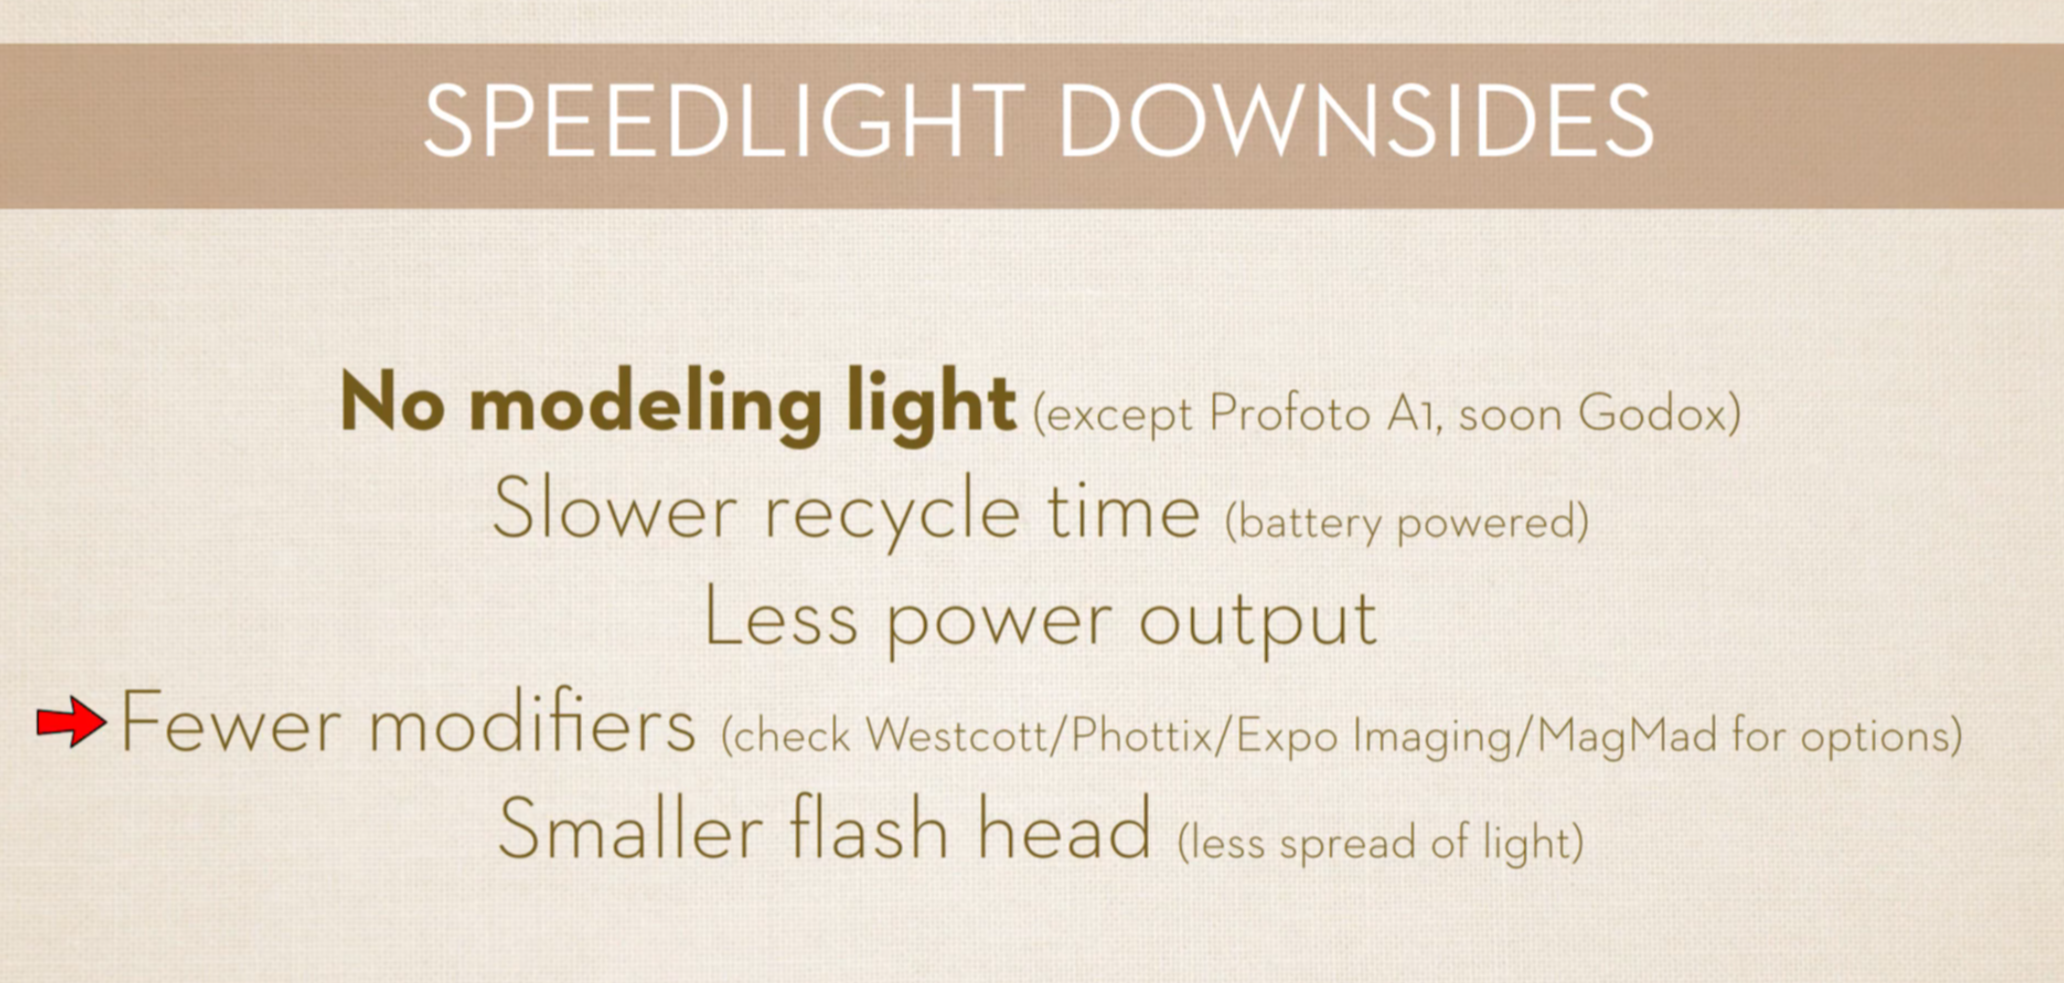 SPEEDLIGHT DOWNSIDES
No modeling light (except Profoto A1, soon Godox)
Slower recycle time (battery powered)
Less power output
Fewer modifiers (check Westcott/Phottix/Expo Imaging/MagMad for options)
Smaller flash head (less spread of light)